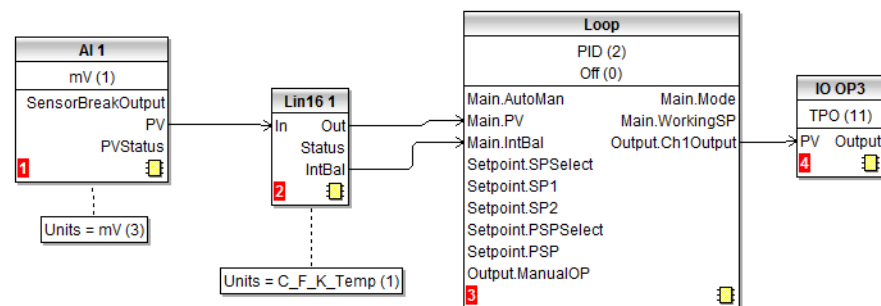 AI 1
mV (1)
SensorBreakOutput
PV
PVStatus
1
Units = mV (3)
Lin16 1
In Out
Status
IntBal
2
Units = C_F_K_Temp (1)
Loop
PID (2)
Off (0)
Main.AutoMan Main.Mode
Main.PV Main.WorkingSP
Main.IntBal Output.Ch1Output
Setpoint.SPSelect
Setpoint.SP1
Setpoint.SP2
Setpoint.PSPSelect
Setpoint.PSP
Output.ManualOP
3
IO OP3
TPO (11)
PV Output
4